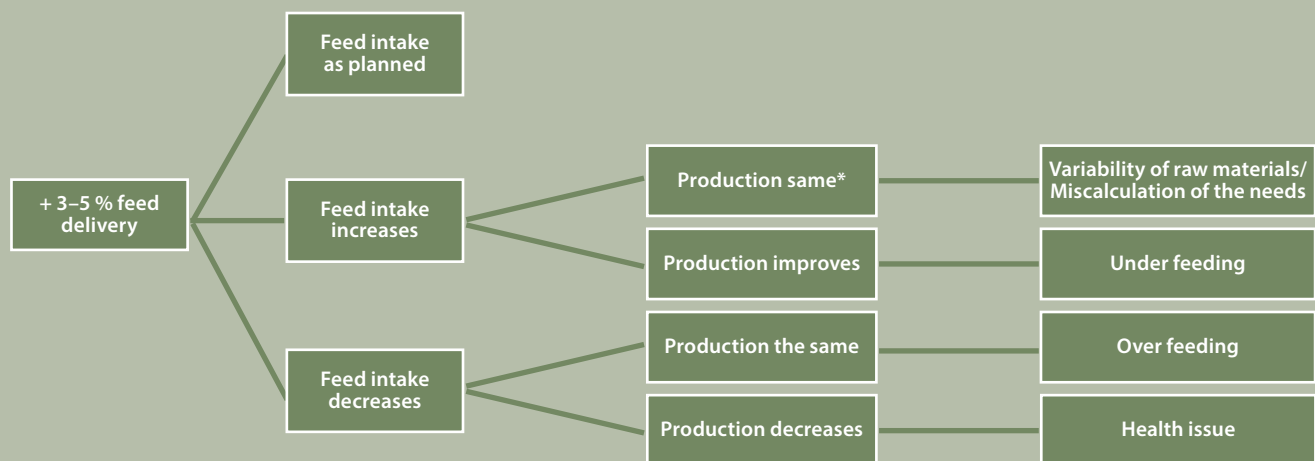 Feed intake
as planned
+ 3–5 % feed
delivery
Feed intake
increases
Feed intake
decreases
Production same*
Production improves
Production the same
Production decreases
Variability of raw materials/
Miscalculation of the needs
Under feeding
Over feeding
Health issue